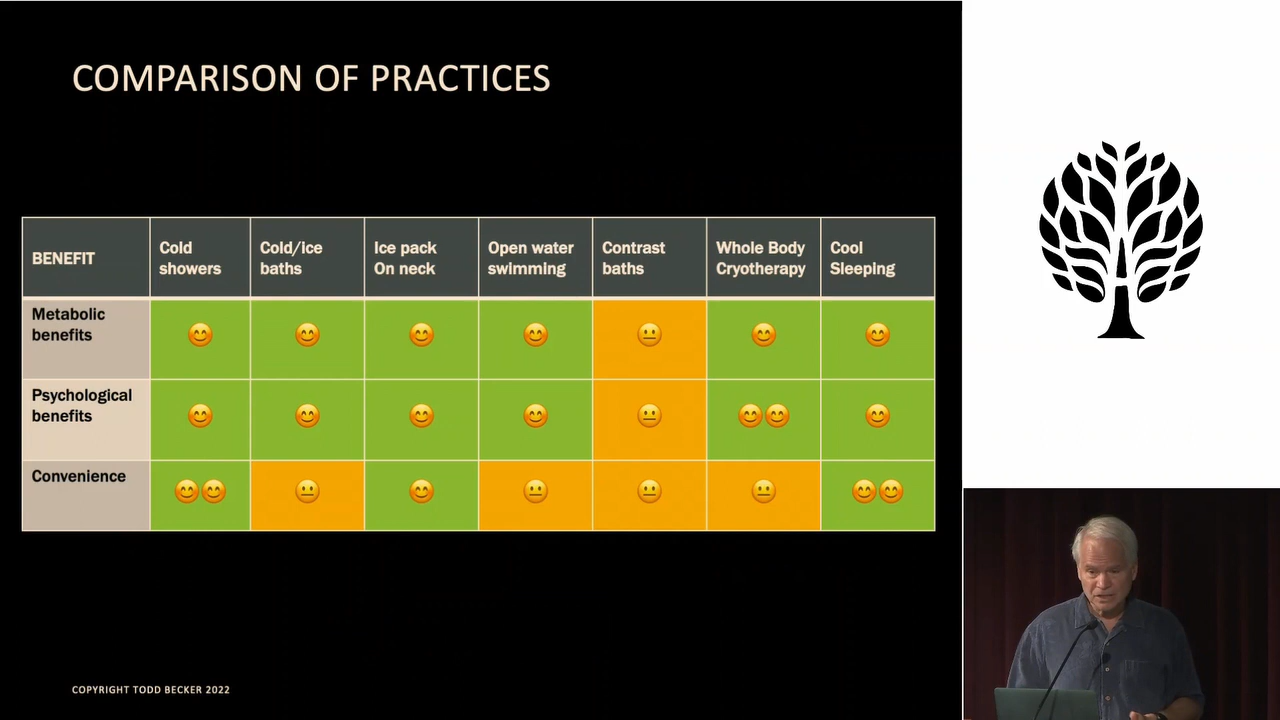 COMPARISON OF PRACTICES
BENEFIT
Cold
showers
Cold/ice
baths
Ice pack
On neck
Open water
swimming
Contrast
baths
Whole Body
Cryotherapy
Cool
Sleeping
Metabolic
benefits
Psychological
benefits
Convenience
COPYRIGHT TODD BECKER 2022